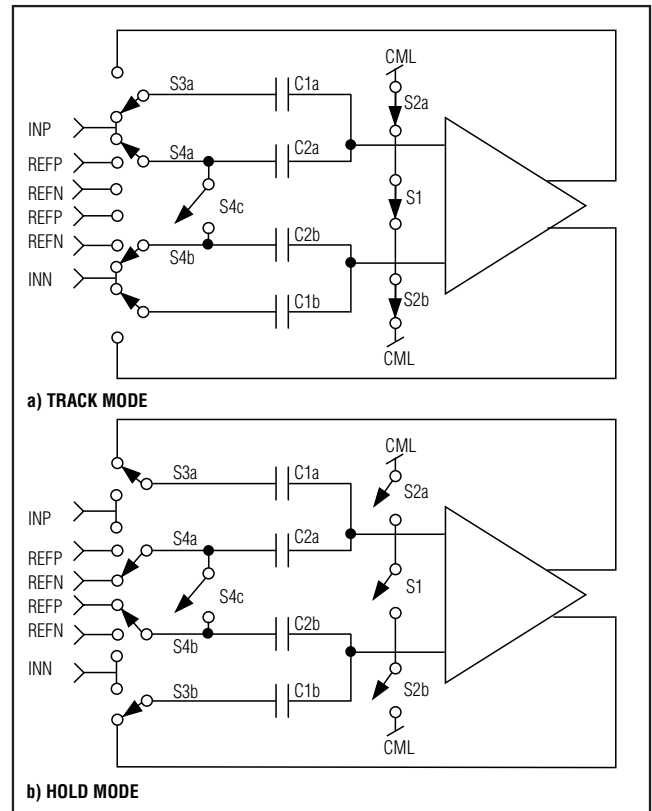 CML
S3a
C1a
S2a
INP
REFP
S4a
C2a
REFN
S4c
S1
REFP
REFN
S4b
C2b
INN
C1b
S2b
CML
a) TRACK MODE
CML
S3a
C1a
S2a
INP
REFP
S4a
C2a
REFN
S4c
S1
REFP
REFN
S4b
C2b
INN
S3b
C1b
S2b
CML
b) HOLD MODE